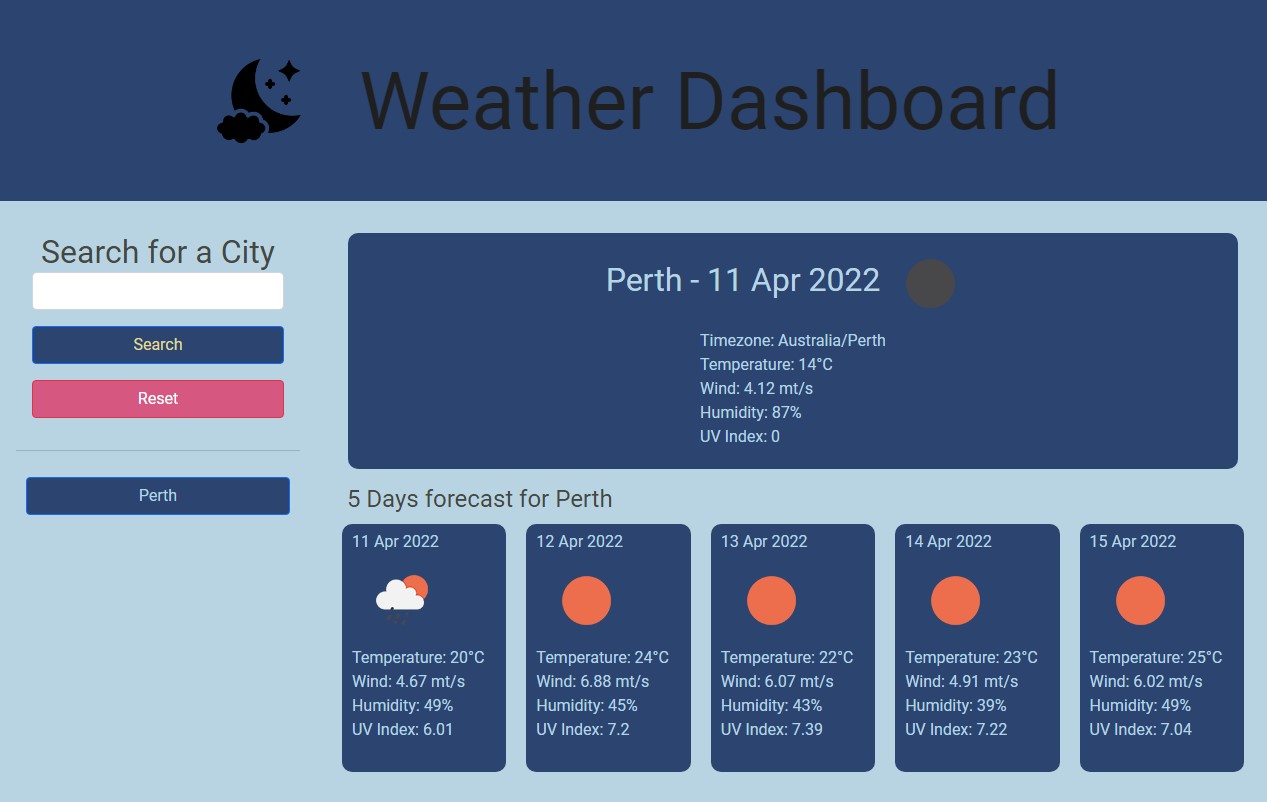 Weather Dashboard
Search for a City
Search
Reset
Perth
Perth - 11 Apr 2022
Timezone: Australia/Perth
Temperature: 14°C
Wind: 4.12 mt/s
Humidity: 87%
UV Index: 0
5 Days forecast for Perth
11 Apr 2022
Temperature: 20°C
Wind: 4.67 mt/s
Humidity: 49%
UV Index: 6.01
12 Apr 2022
Temperature: 24°C
Wind: 6.88 mt/s
Humidity: 45%
UV Index: 7.2
13 Apr 2022
Temperature: 22°C
Wind: 6.07 mt/s
Humidity: 43%
UV Index: 7.39
14 Apr 2022
Temperature: 23°C
Wind: 4.91 mt/s
Humidity: 39%
UV Index: 7.22
15 Apr 2022
Temperature: 25°C
Wind: 6.02 mt/s
Humidity: 49%
UV Index: 7.04